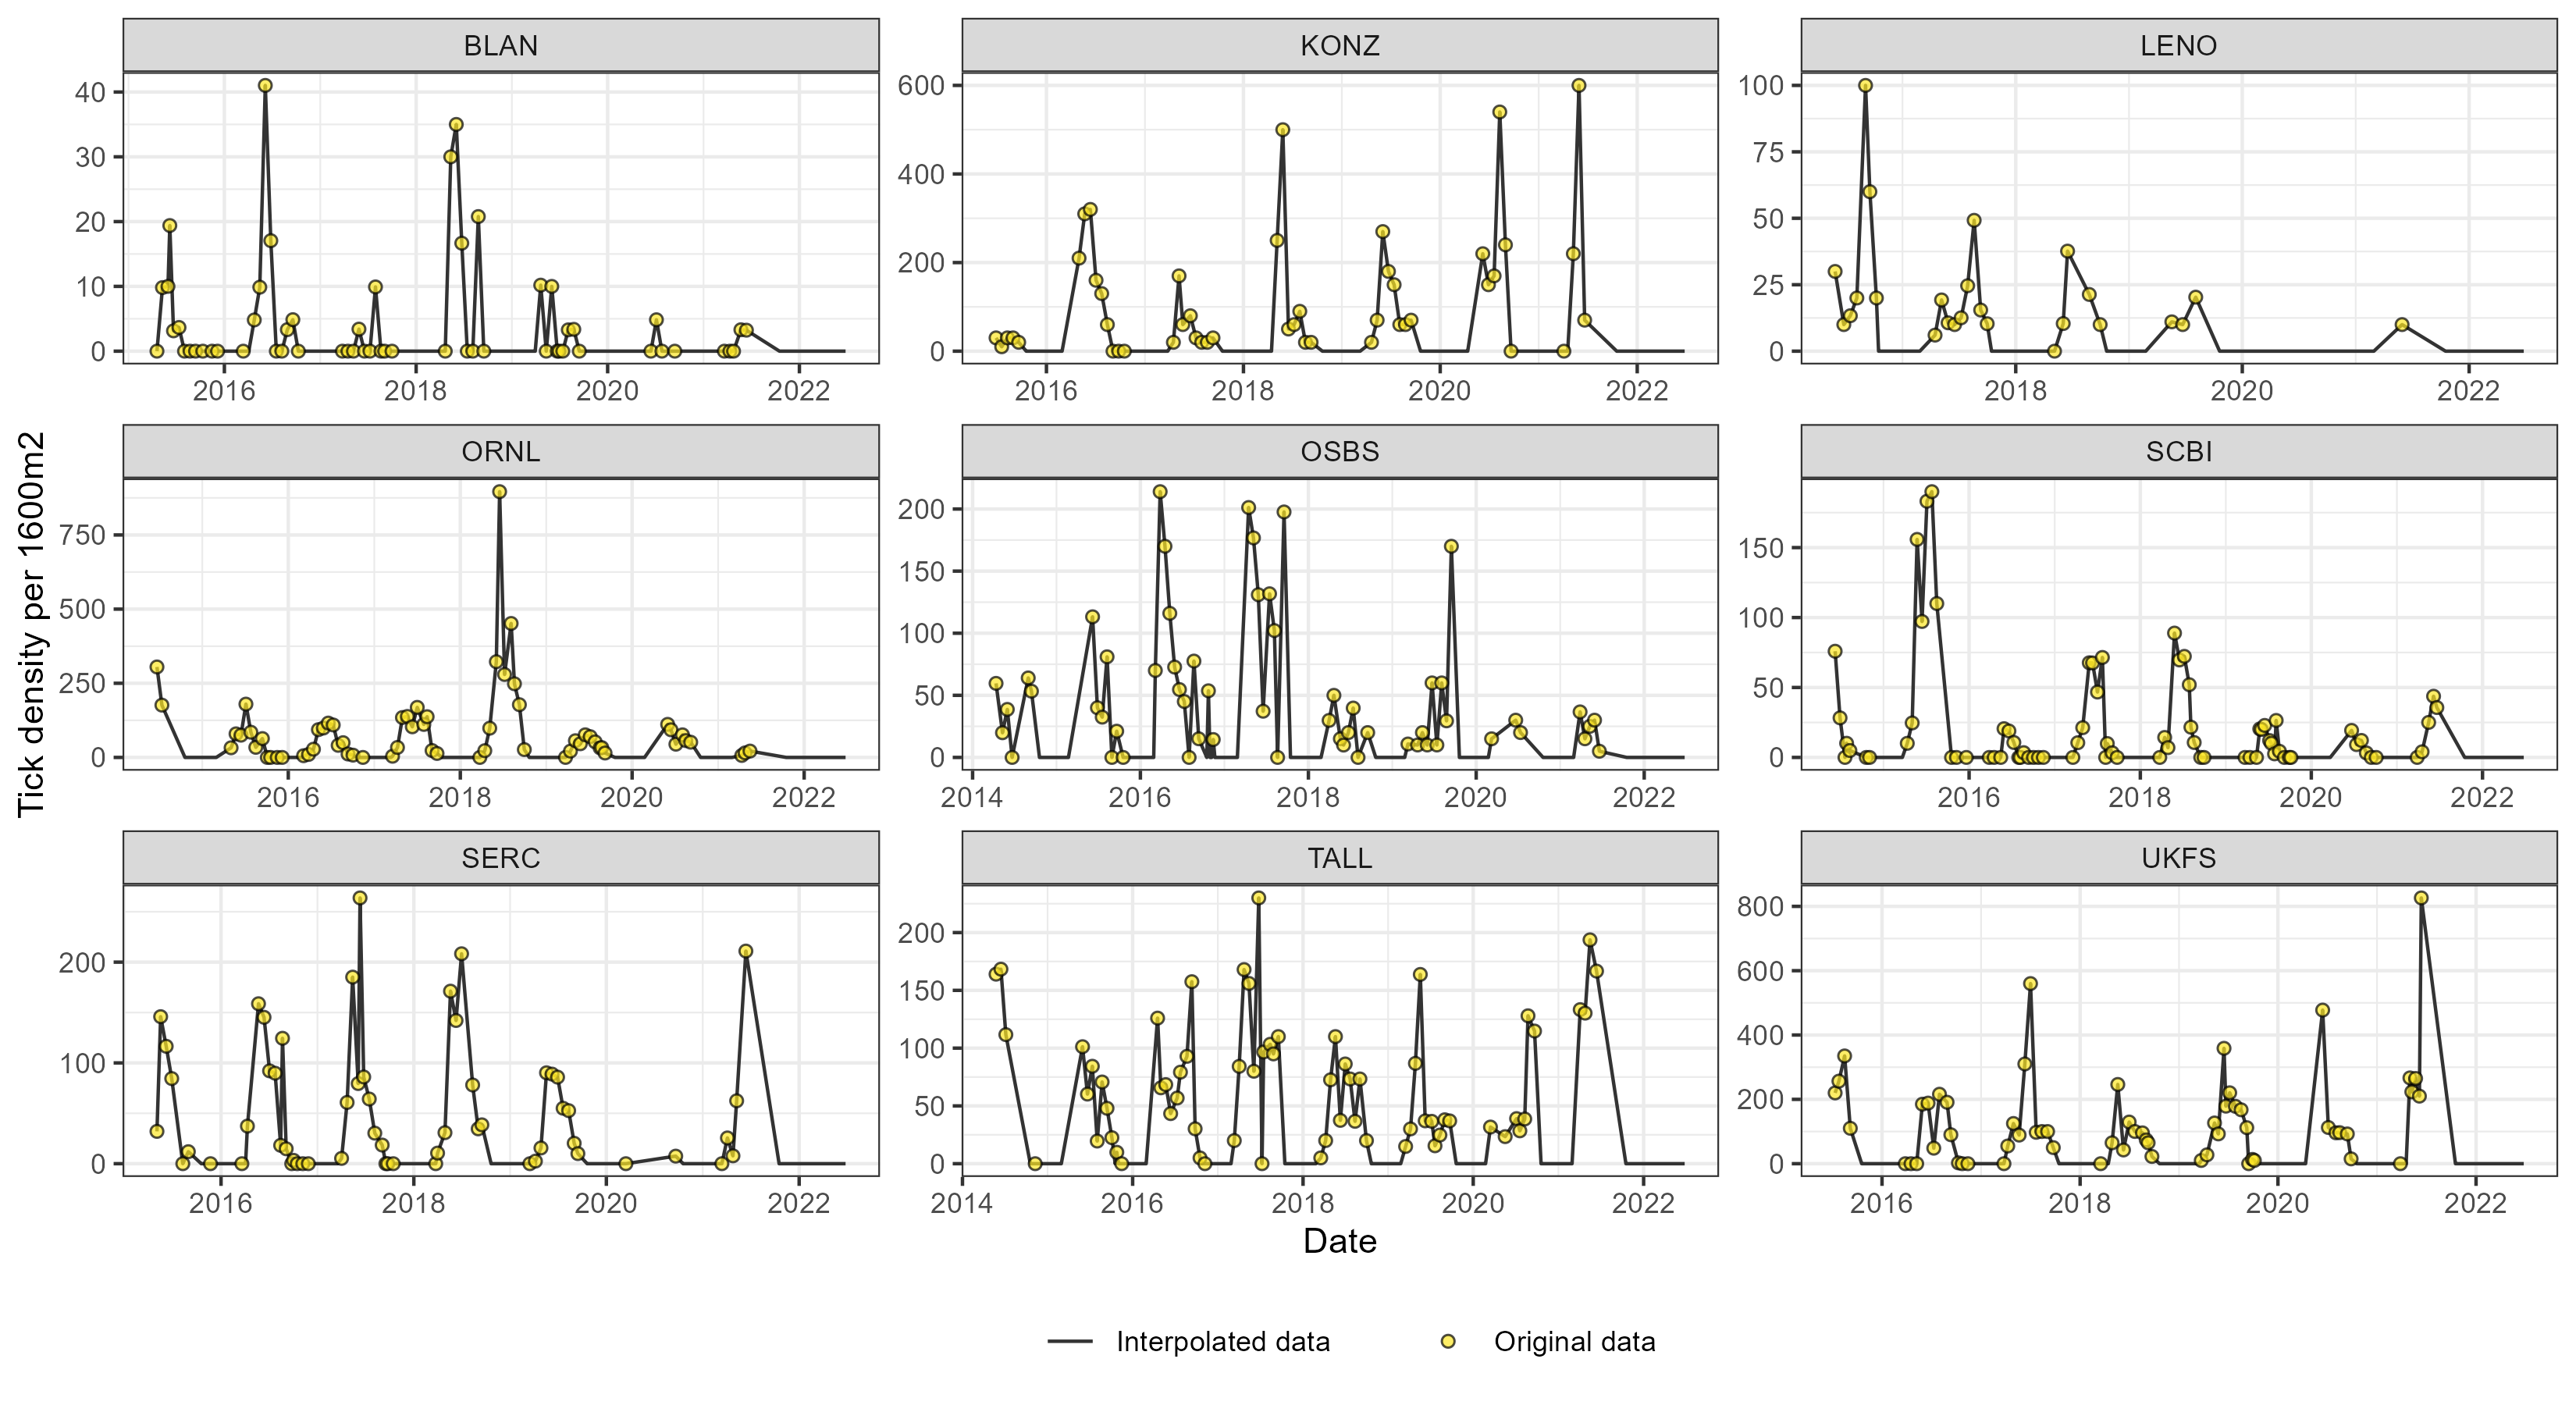 BLAN KONZ LENO
40 30 20 10 0
600 400 200 0
100 75 50 25 0
2016 2018 2020 2022
2016 2018 2020 2022
2018 2020 2022
Tick density per 1600m2
ORNL OSBS SCBI
750 500 250 0
200 150 100 50 0
150 100 50 0
2016 2018 2020 2022
2014 2016 2018 2020 2022
2016 2018 2020 2022
SERC TALL UKFS
200 100 0
200 150 100 50 0
800 600 400 200 0
2016 2018 2020 2022
2014 2016 2018 2020 2022
2016 2018 2020 2022
Date
Interpolated data Original data